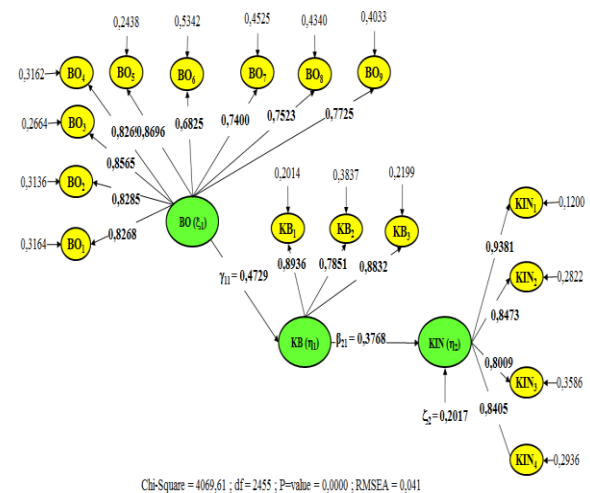 0,2438
0,5342
0,4525
0,4340
0,4033
0,3162
BO₄
BO₅
BO₆
BO₇
BO₈
BO₉
0,2664
BO₃
0,8696
0,6825
0,7400
0,7523
0,7725
0,8565
0,3136
BO₂
0,8285
0,2014
0,3837
0,2199
0,3164
BO₁
0,8268
BO (ξ₁)
KB₁
KB₂
KB₃
KIN₁
0,1200
0,8936
0,7851
0,8832
0,9381
γ₁₁= 0,4729
KIN₂
0,2822
0,8473
KB (η₁)
β₂₁= 0,3768
KIN (η₂)
0,8009
KIN₃
0,3586
0,8405
ζ₂=0,2017
KIN₄
0,2936
Chi-Square = 4069,61 ; df = 2455 ; P=value = 0,0000 ; RMSEA = 0,041